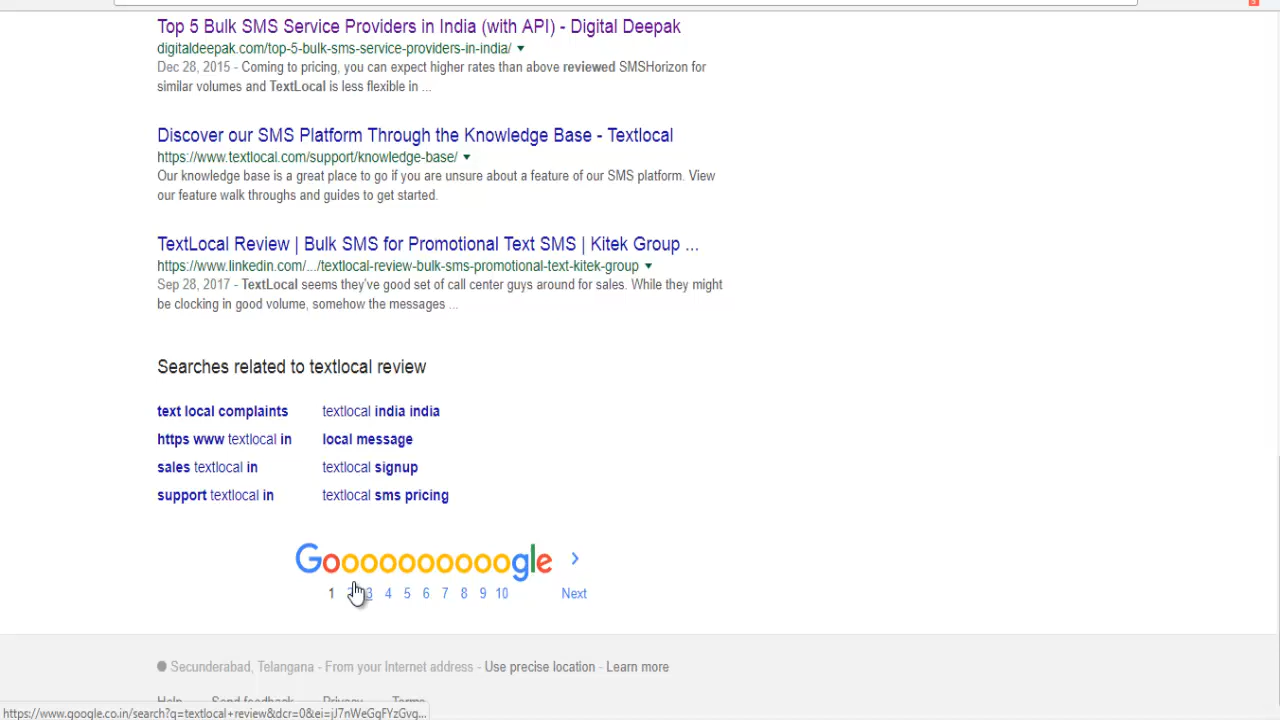 Top 5 Bulk SMS Service Providers in India (with API) - Digital Deepak
digitaldeepak.com/top-5-bulk-sms-service-providers-in-india/
Dec 28, 2015 - Coming to pricing, you can expect higher rates than above reviewed SMSHorizon for
similar volumes and TextLocal is less flexible in ...
Discover our SMS Platform Through the Knowledge Base - Textlocal
https://www.textlocal.com/support/knowledge-base/
Our knowledge base is a great place to go if you are unsure about a feature of our SMS platform. View
our feature walk throughs and guides to get started.
TextLocal Review | Bulk SMS for Promotional Text SMS | Kitek Group ...
https://www.linkedin.com/.../textlocal-review-bulk-sms-promotional-text-kitek-group
Sep 28, 2017 - TextLocal seems they've good set of call center guys around for sales. While they might
be clocking in good volume, somehow the messages ...
Searches related to textlocal review
text local complaints textlocal india india
https www textlocal in local message
sales textlocal in textlocal signup
support textlocal in textlocal sms pricing
Goooooooooogle >
1 3 4 5 6 7 8 9 10 Next
Secunderabad, Telangana - From your Internet address - Use precise location - Learn more
Help Send feedback Privacy Terms
https://www.google.co.in/search?q=textlocal+review&dcr=0&ei=jJ7nWeGqFYzGvg...